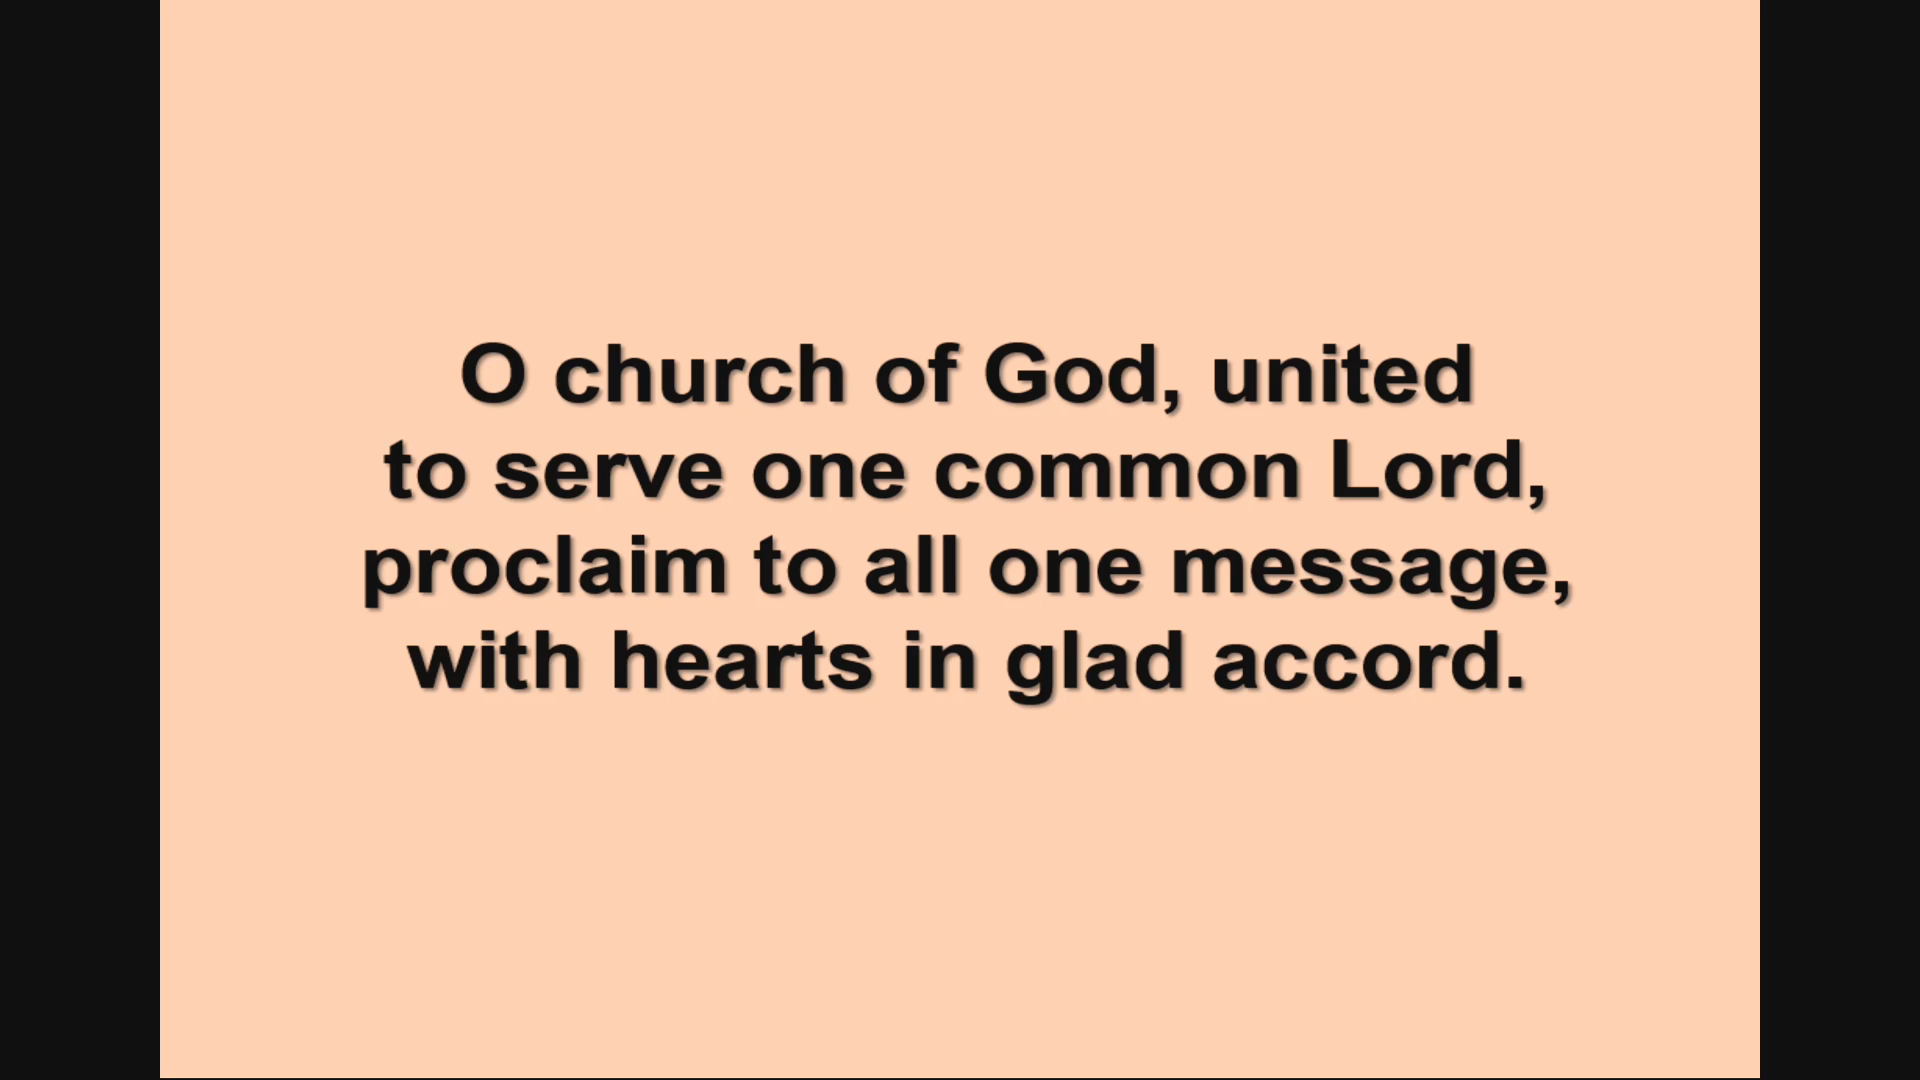 O church of God, united
to serve one common Lord,
proclaim to all one message,
with hearts in glad accord.